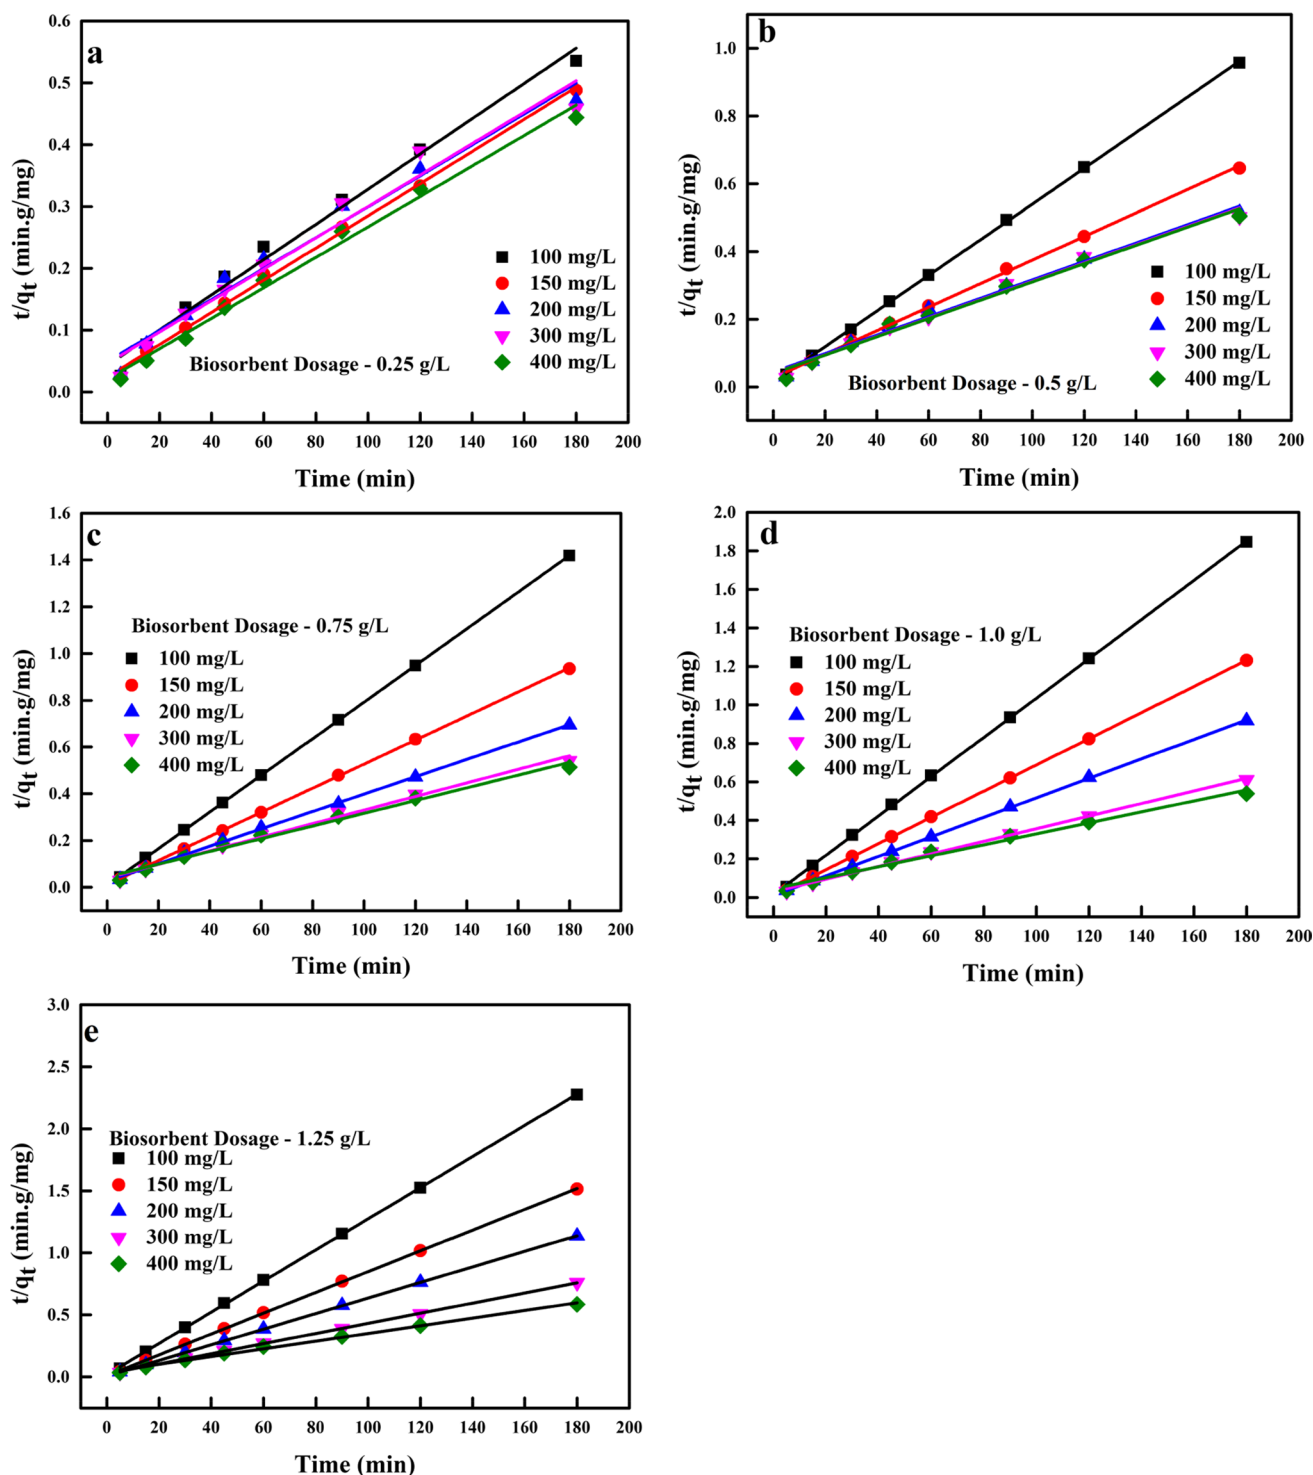 a
0.6
0.5
0.4
0.3
0.2
0.1
0.0
t/qt (min.g/mg)
100 mg/L
150 mg/L
200 mg/L
300 mg/L
400 mg/L
Biosorbent Dosage - 0.25 g/L
0 20 40 60 80 100 120 140 160 180 200
Time (min)
b
1.0
0.8
0.6
0.4
0.2
0.0
t/qt (min.g/mg)
100 mg/L
150 mg/L
200 mg/L
300 mg/L
400 mg/L
Biosorbent Dosage - 0.5 g/L
0 20 40 60 80 100 120 140 160 180 200
Time (min)
c
1.6
1.4
1.2
1.0
0.8
0.6
0.4
0.2
0.0
t/qt (min.g/mg)
Biosorbent Dosage - 0.75 g/L
100 mg/L
150 mg/L
200 mg/L
300 mg/L
400 mg/L
0 20 40 60 80 100 120 140 160 180 200
Time (min)
d
2.0
1.8
1.6
1.4
1.2
1.0
0.8
0.6
0.4
0.2
0.0
t/qt (min.g/mg)
Biosorbent Dosage - 1.0 g/L
100 mg/L
150 mg/L
200 mg/L
300 mg/L
400 mg/L
0 20 40 60 80 100 120 140 160 180 200
Time (min)
e
3.0
2.5
2.0
1.5
1.0
0.5
0.0
t/qt (min.g/mg)
Biosorbent Dosage - 1.25 g/L
100 mg/L
150 mg/L
200 mg/L
300 mg/L
400 mg/L
0 20 40 60 80 100 120 140 160 180 200
Time (min)